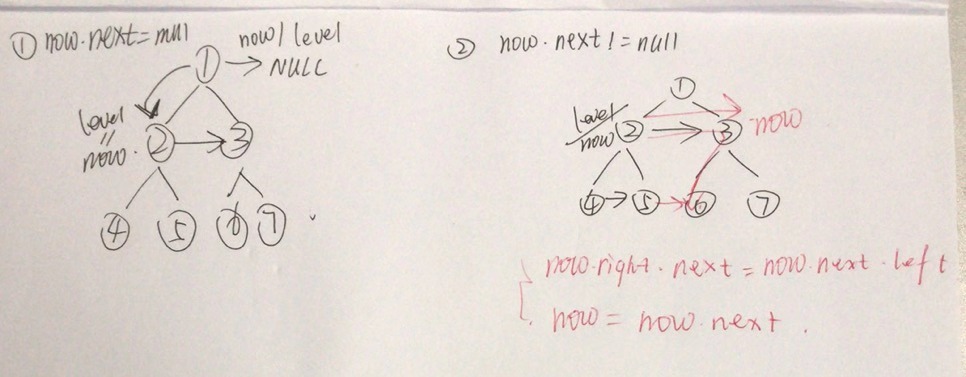 ① now.next=null
now/level
① → NULL
level
=
now.
② → ③
④ ⑤ ⑥ ⑦
② now.next!=null
①
level/now ② → ③ now
④ → ⑤ → ⑥ ⑦
now.right.next=now.next.left
now = now.next.